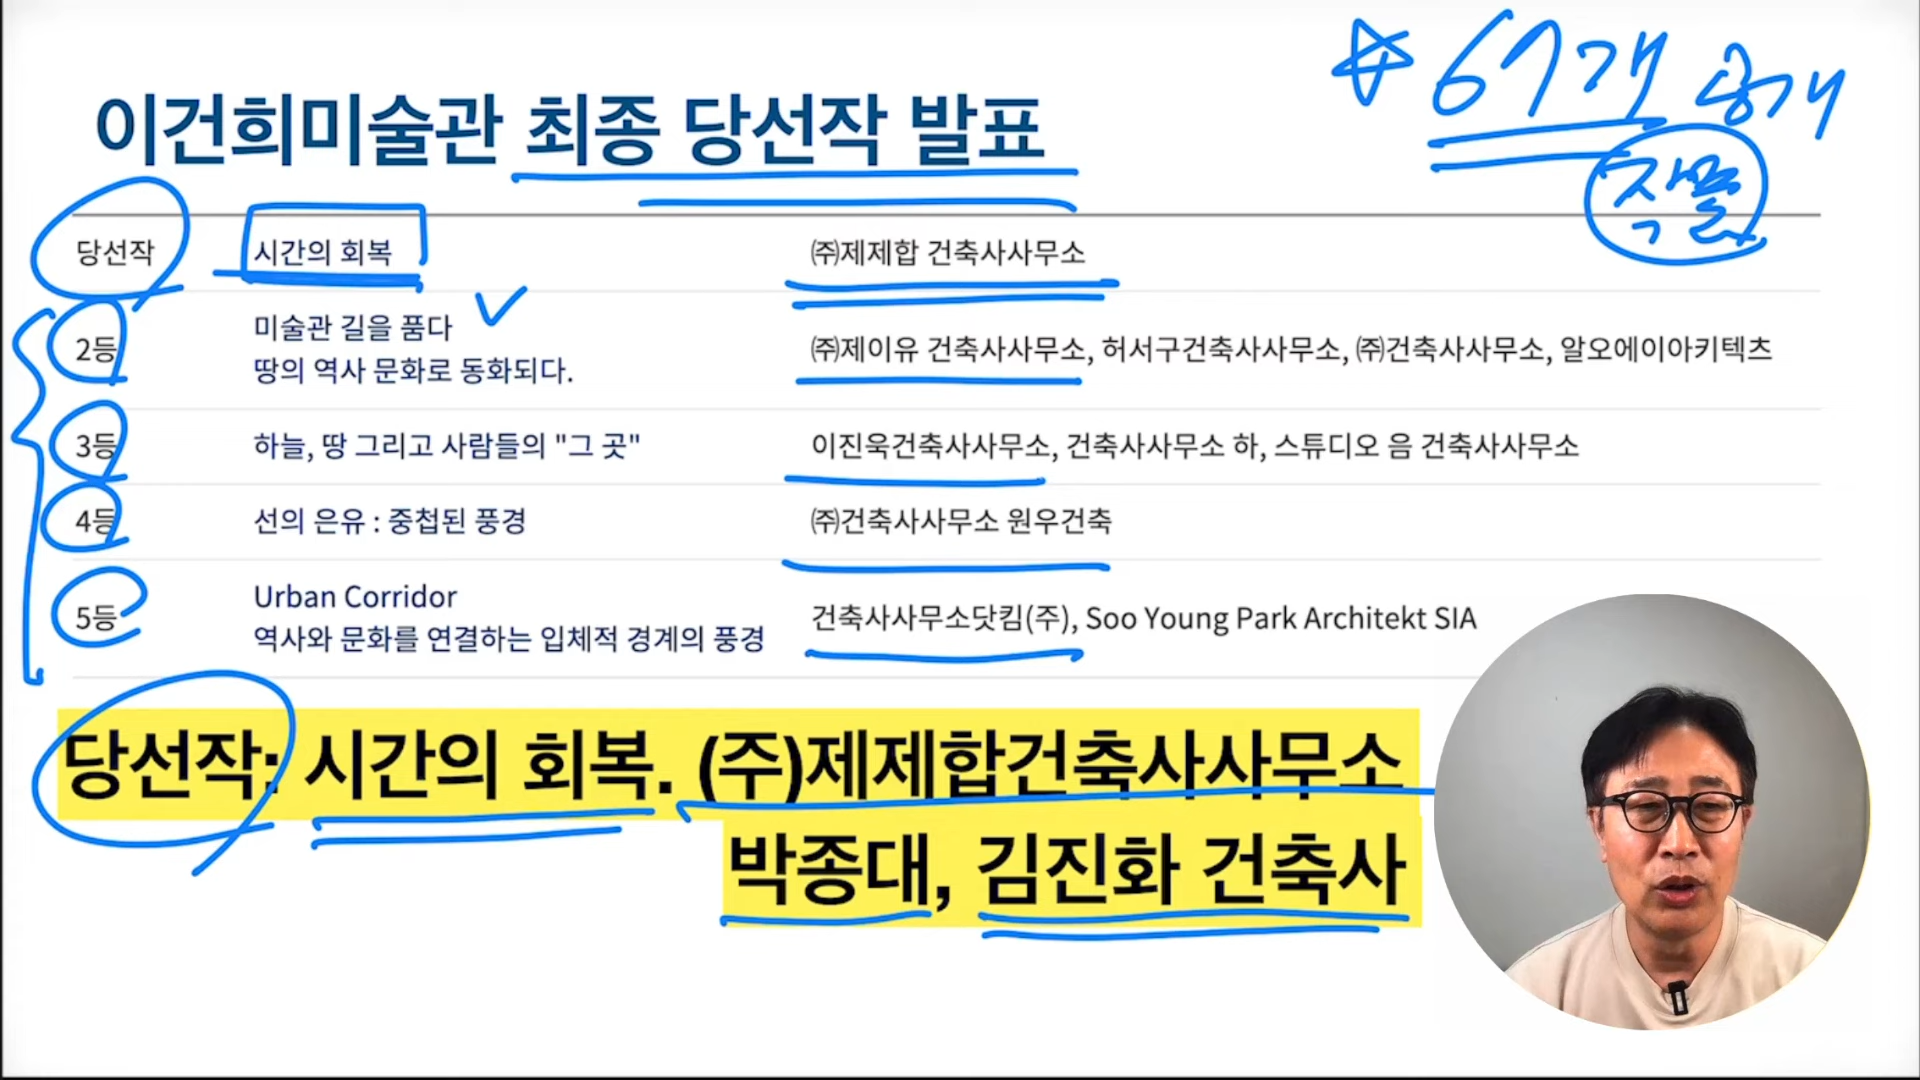 67개 공개
작품
이건희미술관 최종 당선작 발표
당선작 시간의 회복 ㈜제제합 건축사사무소
2등 미술관 길을 품다
땅의 역사 문화로 동화되다.
㈜제이유 건축사사무소, 허서구건축사사무소, ㈜건축사사무소, 알오에이아키텍츠
3등 하늘, 땅 그리고 사람들의 "그 곳" 이진욱건축사사무소, 건축사사무소 하, 스튜디오 음 건축사사무소
4등 선의 은유 : 중첩된 풍경 ㈜건축사사무소 원우건축
5등 Urban Corridor
역사와 문화를 연결하는 입체적 경계의 풍경
건축사사무소닷킴(주), Soo Young Park Architekt SIA
당선작: 시간의 회복. (주)제제합건축사사무소
박종대, 김진화 건축사